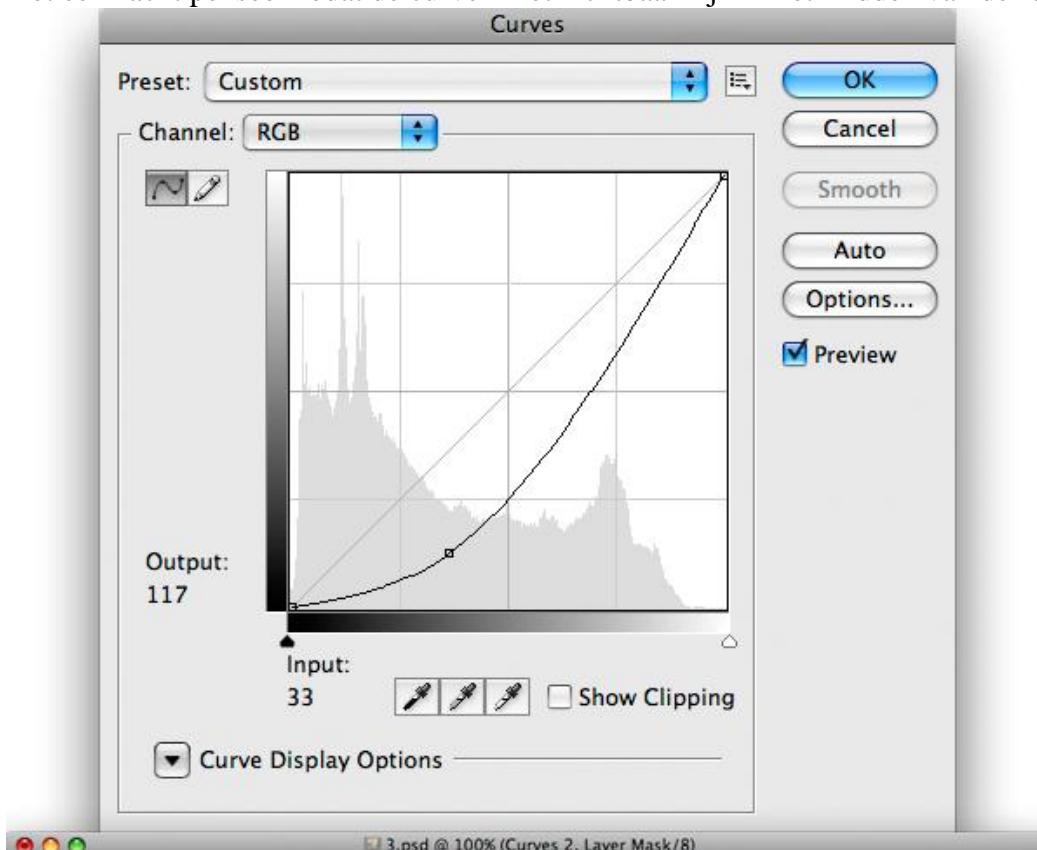 Curves
Preset: Custom
OK
Channel: RGB
Cancel
Smooth
Auto
Options...
Preview
Output:
117
Input:
33
Show Clipping
Curve Display Options
3.psd @ 100% (Curves 2, Layer Mask/8)